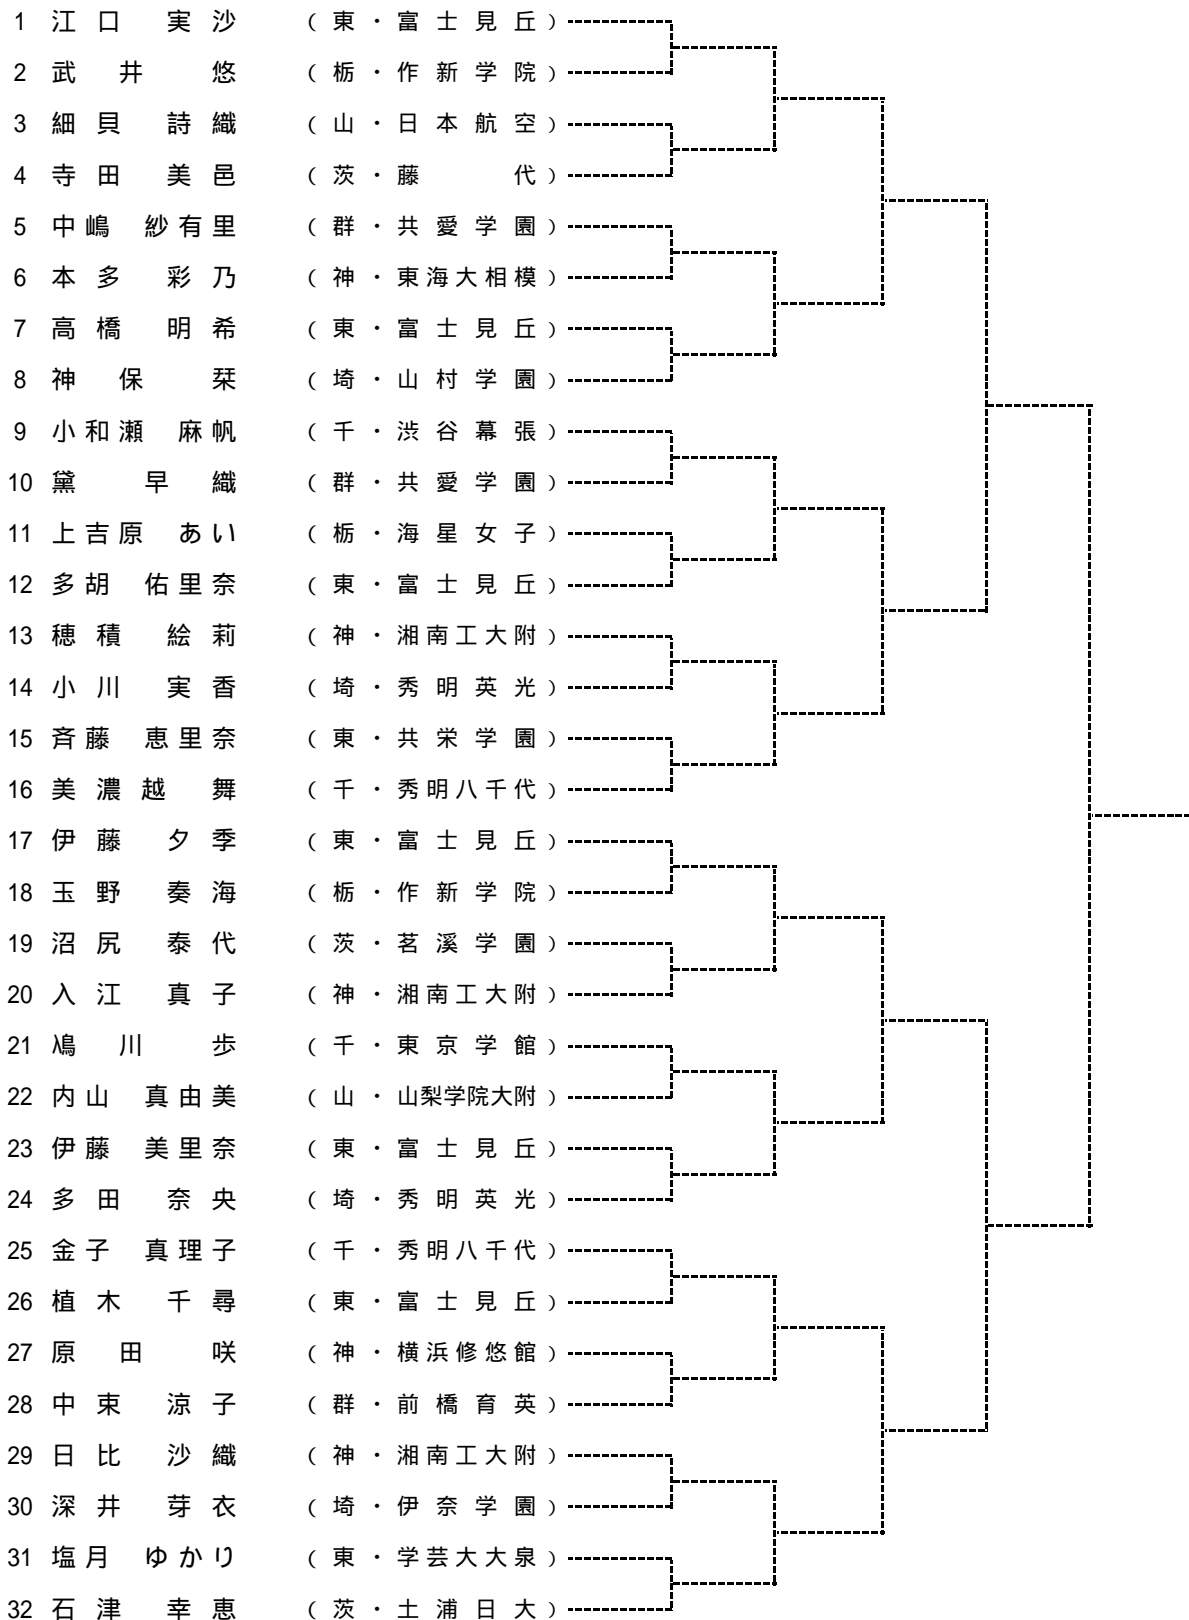 1 江口 実沙 (東・富士見丘)
2 武井 悠 (栃・作新学院)
3 細貝 詩織 (山・日本航空)
4 寺田 美邑 (茨・藤代)
5 中嶋 紗有里 (群・共愛学園)
6 本多 彩乃 (神・東海大相模)
7 高橋 明希 (東・富士見丘)
8 神保 栞 (埼・山村学園)
9 小和瀬 麻帆 (千・渋谷幕張)
10 黛 早織 (群・共愛学園)
11 上吉原 あい (栃・海星女子)
12 多胡 佑里奈 (東・富士見丘)
13 穂積 絵莉 (神・湘南工大附)
14 小川 実香 (埼・秀明英光)
15 斉藤 恵里奈 (東・共栄学園)
16 美濃越 舞 (千・秀明八千代)
17 伊藤 夕季 (東・富士見丘)
18 玉野 奏海 (栃・作新学院)
19 沼尻 泰代 (茨・茗溪学園)
20 入江 真子 (神・湘南工大附)
21 鳰川 歩 (千・東京学館)
22 内山 真由美 (山・山梨学院大附)
23 伊藤 美里奈 (東・富士見丘)
24 多田 奈央 (埼・秀明英光)
25 金子 真理子 (千・秀明八千代)
26 植木 千尋 (東・富士見丘)
27 原田 咲 (神・横浜修悠館)
28 中束 涼子 (群・前橋育英)
29 日比 沙織 (神・湘南工大附)
30 深井 芽衣 (埼・伊奈学園)
31 塩月 ゆかり (東・学芸大大泉)
32 石津 幸恵 (茨・土浦日大)